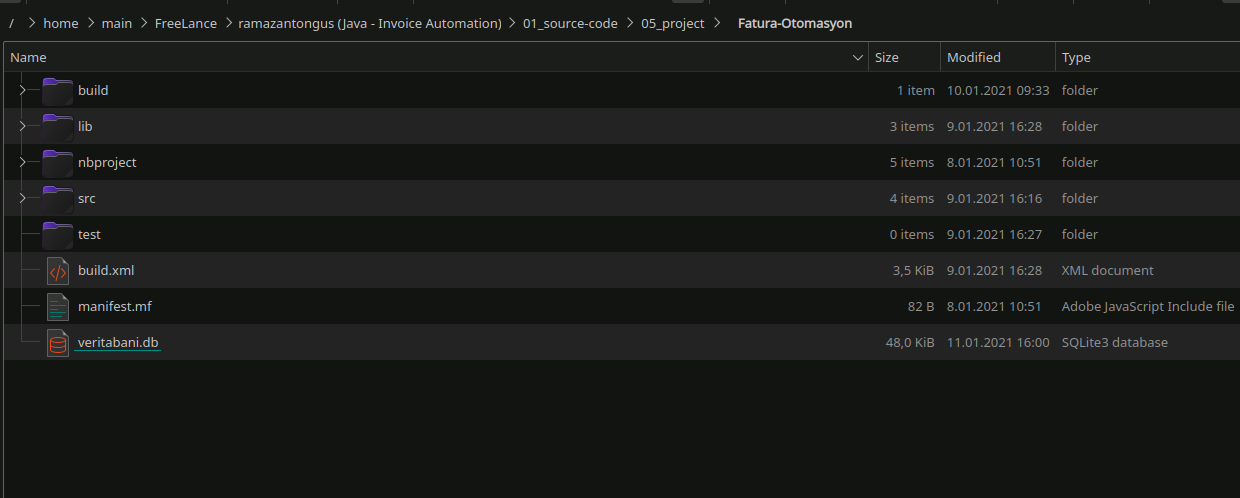 / > home > main > FreeLance > ramazantongus (Java - Invoice Automation) > 01_source-code > 05_project > Fatura-Otomasyon
Name Size Modified Type
build 1 item 10.01.2021 09:33 folder
lib 3 items 9.01.2021 16:28 folder
nbproject 5 items 8.01.2021 10:51 folder
src 4 items 9.01.2021 16:16 folder
test 0 items 9.01.2021 16:27 folder
build.xml 3,5 KiB 9.01.2021 16:28 XML document
manifest.mf 82 B 8.01.2021 10:51 Adobe JavaScript Include file
veritabani.db 48,0 KiB 11.01.2021 16:00 SQLite3 database